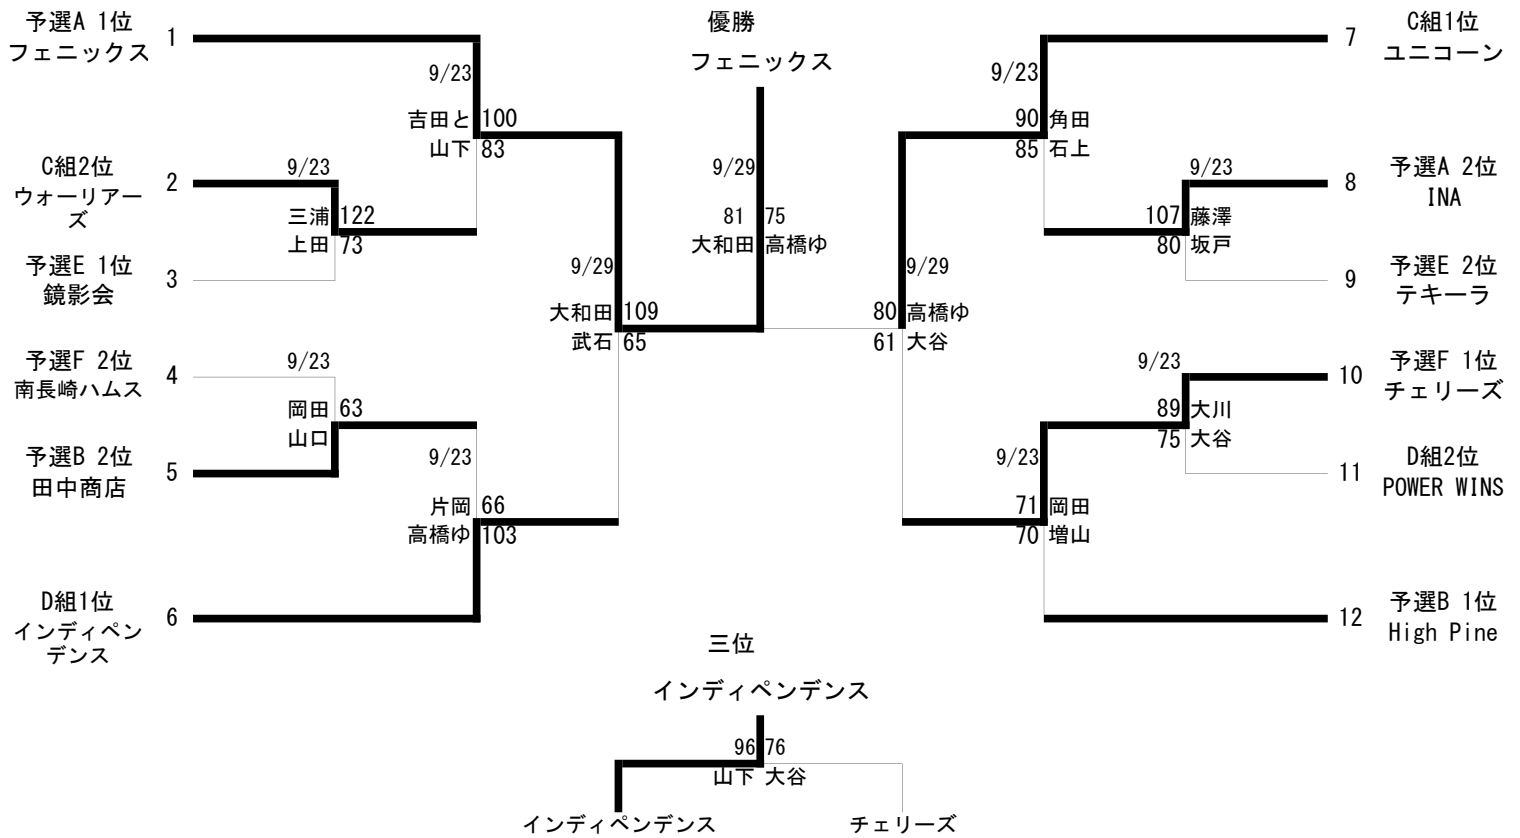 予選A 1位
フェニックス
1
C組2位
ウォーリアー
ズ
2
予選E 1位
鏡影会
3
予選F 2位
南長崎ハムス
4
予選B 2位
田中商店
5
D組1位
インディペン
デンス
6
9/23
三浦 122
上田 73
9/23
岡田 63
山口
9/23
吉田と 100
山下 83
9/23
片岡 66
高橋ゆ 103
9/29
大和田 109
武石 65
優勝
フェニックス
9/29
81 75
大和田 高橋ゆ
9/29
80 高橋ゆ
61 大谷
9/23
90 角田
85 石上
9/23
71 岡田
70 増山
9/23
107 藤澤
80 坂戸
9/23
89 大川
75 大谷
7
C組1位
ユニコーン
8
予選A 2位
INA
9
予選E 2位
テキーラ
10
予選F 1位
チェリーズ
11
D組2位
POWER WINS
12
予選B 1位
High Pine
三位
インディペンデンス
96 76
山下 大谷
インディペンデンス
チェリーズ